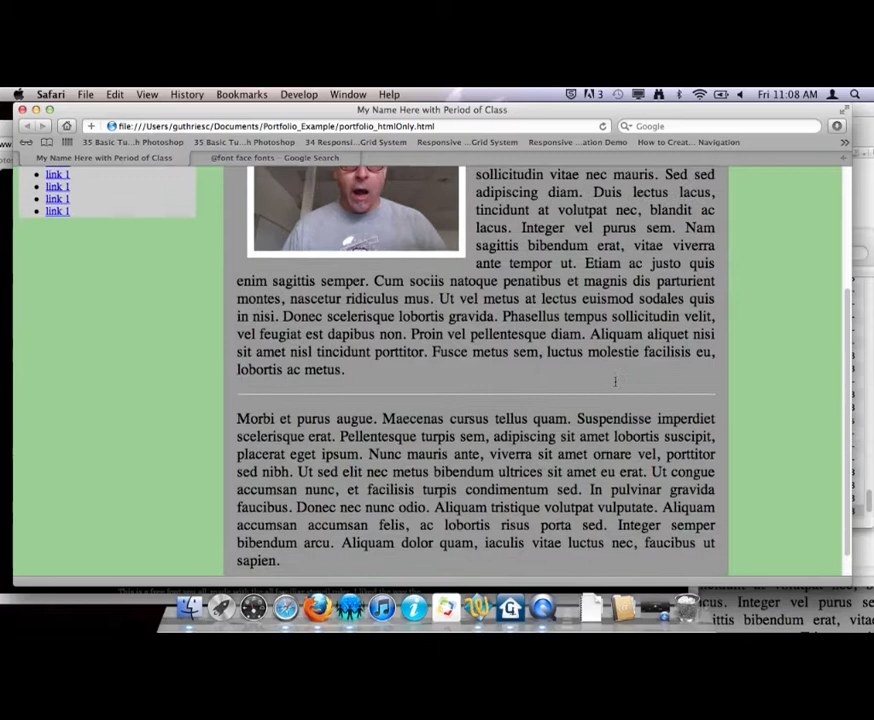 Safari File Edit View History Bookmarks Develop Window Help 3 Fri 11:08 AM
My Name Here with Period of Class
file:///Users/guthriesc/Documents/Portfolio_Example/portfolio_htmlOnly.html Google
35 Basic Tu...h Photoshop 35 Basic Tu...h Photoshop 34 Responsi...Grid System Responsive ...Grid System Responsive ...ation Demo How to Creat... Navigation
My Name Here with Period of Class @font face fonts – Google Search
link 1
link 1
link 1
link 1
sollicitudin vitae nec mauris. Sed sed
adipiscing diam. Duis lectus lacus,
tincidunt at volutpat nec, blandit ac
lacus. Integer vel purus sem. Nam
sagittis bibendum erat, vitae viverra
ante tempor ut. Etiam ac justo quis
enim sagittis semper. Cum sociis natoque penatibus et magnis dis parturient
montes, nascetur ridiculus mus. Ut vel metus at lectus euismod sodales quis
in nisi. Donec scelerisque lobortis gravida. Phasellus tempus sollicitudin velit,
vel feugiat est dapibus non. Proin vel pellentesque diam. Aliquam aliquet nisi
sit amet nisl tincidunt porttitor. Fusce metus sem, luctus molestie facilisis eu,
lobortis ac metus.
Morbi et purus augue. Maecenas cursus tellus quam. Suspendisse imperdiet
scelerisque erat. Pellentesque turpis sem, adipiscing sit amet lobortis suscipit,
placerat eget ipsum. Nunc mauris ante, viverra sit amet ornare vel, porttitor
sed nibh. Ut sed elit nec metus bibendum ultrices sit amet eu erat. Ut congue
accumsan nunc, et facilisis turpis condimentum sed. In pulvinar gravida
faucibus. Donec nec nunc odio. Aliquam tristique volutpat vulputate. Aliquam
accumsan accumsan felis, ac lobortis risus porta sed. Integer semper
bibendum arcu. Aliquam dolor quam, iaculis vitae luctus nec, faucibus ut
sapien.
cus. Integer vel purus se
ittis bibendum erat, vita